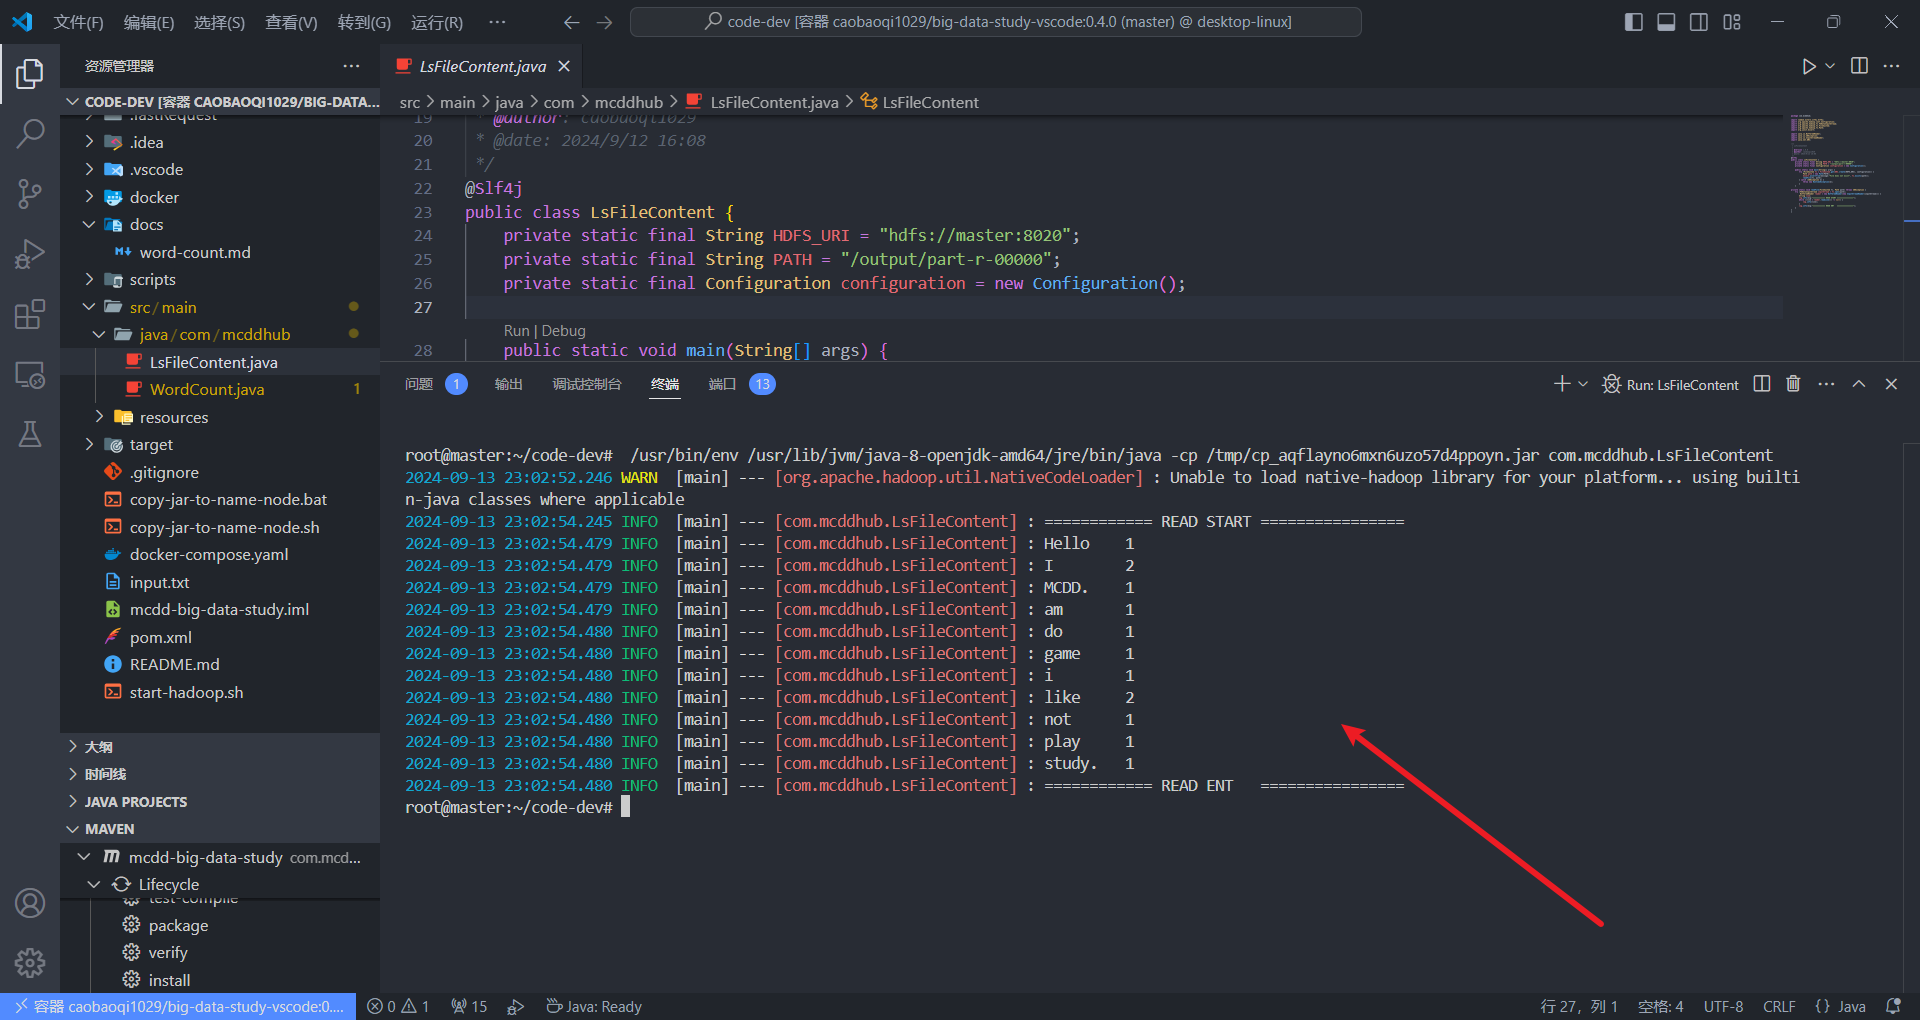 文件(F) 编辑(E) 选择(S) 查看(V) 转到(G) 运行(R) ··· code-dev [容器 caobaoqi1029/big-data-study-vscode:0.4.0 (master) @ desktop-linux]
资源管理器 ···
CODE-DEV [容器 CAOBAOQI1029/BIG-DATA...
.fastRequest
.idea
.vscode
docker
docs
word-count.md
scripts
src / main
java / com / mcddhub
LsFileContent.java
WordCount.java 1
resources
target
.gitignore
copy-jar-to-name-node.bat
copy-jar-to-name-node.sh
docker-compose.yaml
input.txt
mcdd-big-data-study.iml
pom.xml
README.md
start-hadoop.sh
大纲
时间线
JAVA PROJECTS
MAVEN
mcdd-big-data-study com.mcd...
Lifecycle
test-compile
package
verify
install
LsFileContent.java
src > main > java > com > mcddhub > LsFileContent.java > LsFileContent
19 * @author: caobaoqi1029
20 * @date: 2024/9/12 16:08
21 */
22 @Slf4j
23 public class LsFileContent {
24 private static final String HDFS_URI = "hdfs://master:8020";
25 private static final String PATH = "/output/part-r-00000";
26 private static final Configuration configuration = new Configuration();
27
Run | Debug
28 public static void main(String[] args) {
问题 1 输出 调试控制台 终端 端口 13 Run: LsFileContent ···
root@master:~/code-dev# /usr/bin/env /usr/lib/jvm/java-8-openjdk-amd64/jre/bin/java -cp /tmp/cp_aqflayno6mxn6uzo57d4ppoyn.jar com.mcddhub.LsFileContent
2024-09-13 23:02:52.246 WARN [main] --- [org.apache.hadoop.util.NativeCodeLoader] : Unable to load native-hadoop library for your platform... using builti
n-java classes where applicable
2024-09-13 23:02:54.245 INFO [main] --- [com.mcddhub.LsFileContent] : ============ READ START ================
2024-09-13 23:02:54.479 INFO [main] --- [com.mcddhub.LsFileContent] : Hello 1
2024-09-13 23:02:54.479 INFO [main] --- [com.mcddhub.LsFileContent] : I 2
2024-09-13 23:02:54.479 INFO [main] --- [com.mcddhub.LsFileContent] : MCDD. 1
2024-09-13 23:02:54.479 INFO [main] --- [com.mcddhub.LsFileContent] : am 1
2024-09-13 23:02:54.480 INFO [main] --- [com.mcddhub.LsFileContent] : do 1
2024-09-13 23:02:54.480 INFO [main] --- [com.mcddhub.LsFileContent] : game 1
2024-09-13 23:02:54.480 INFO [main] --- [com.mcddhub.LsFileContent] : i 1
2024-09-13 23:02:54.480 INFO [main] --- [com.mcddhub.LsFileContent] : like 2
2024-09-13 23:02:54.480 INFO [main] --- [com.mcddhub.LsFileContent] : not 1
2024-09-13 23:02:54.480 INFO [main] --- [com.mcddhub.LsFileContent] : play 1
2024-09-13 23:02:54.480 INFO [main] --- [com.mcddhub.LsFileContent] : study. 1
2024-09-13 23:02:54.480 INFO [main] --- [com.mcddhub.LsFileContent] : ============ READ ENT ================
root@master:~/code-dev#
容器 caobaoqi1029/big-data-study-vscode:0.... 0 1 15 Java: Ready 行 27，列 1 空格: 4 UTF-8 CRLF {} Java